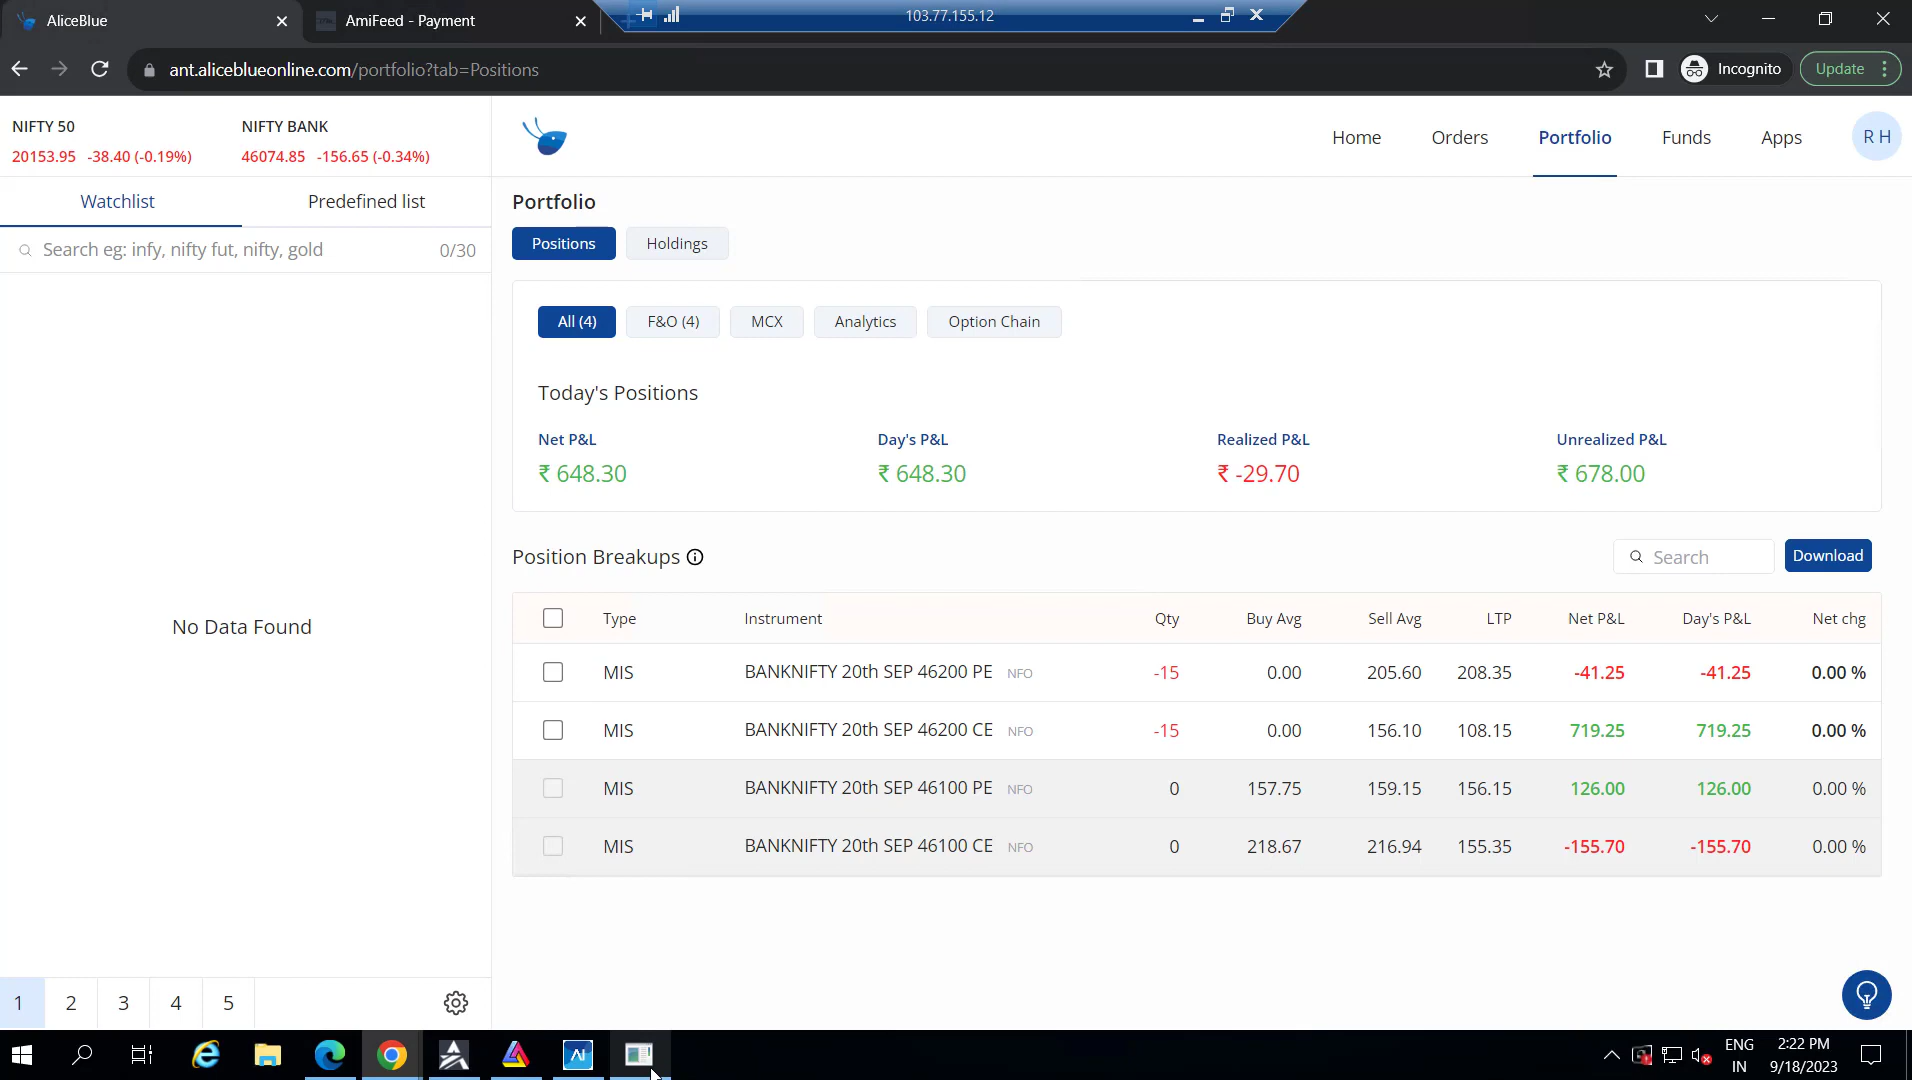 AliceBlue
AmiFeed - Payment
103.77.155.12
ant.aliceblueonline.com/portfolio?tab=Positions
Incognito
Update
NIFTY 50
20153.95 -38.40 (-0.19%)
NIFTY BANK
46074.85 -156.65 (-0.34%)
Home
Orders
Portfolio
Funds
Apps
R H
Watchlist
Predefined list
Search eg: infy, nifty fut, nifty, gold
0/30
No Data Found
1 2 3 4 5
Portfolio
Positions
Holdings
All (4)
F&O (4)
MCX
Analytics
Option Chain
Today's Positions
Net P&L
₹ 648.30
Day's P&L
₹ 648.30
Realized P&L
₹ -29.70
Unrealized P&L
₹ 678.00
Position Breakups
Search
Download
Type Instrument Qty Buy Avg Sell Avg LTP Net P&L Day's P&L Net chg
MIS BANKNIFTY 20th SEP 46200 PE NFO -15 0.00 205.60 208.35 -41.25 -41.25 0.00 %
MIS BANKNIFTY 20th SEP 46200 CE NFO -15 0.00 156.10 108.15 719.25 719.25 0.00 %
MIS BANKNIFTY 20th SEP 46100 PE NFO 0 157.75 159.15 156.15 126.00 126.00 0.00 %
MIS BANKNIFTY 20th SEP 46100 CE NFO 0 218.67 216.94 155.35 -155.70 -155.70 0.00 %
ENG
IN
2:22 PM
9/18/2023